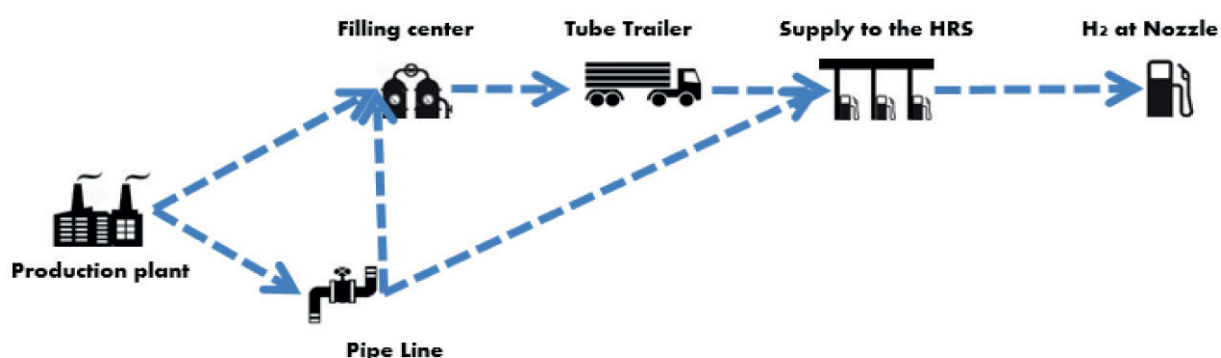 Filling center
Tube Trailer
Supply to the HRS
H₂ at Nozzle
Production plant
Pipe Line